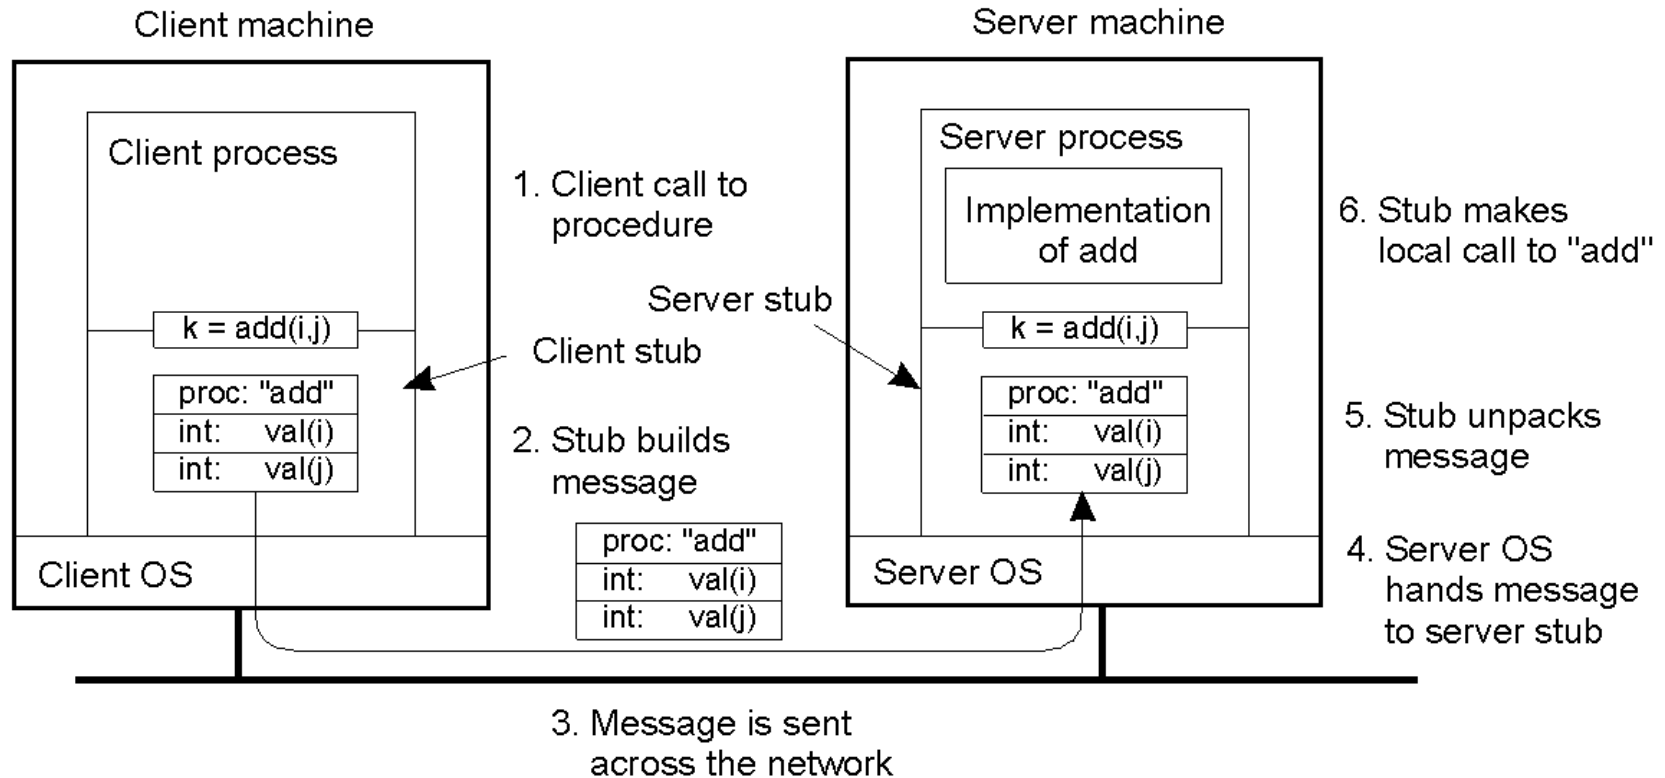 Client machine
Server machine
Client process
1. Client call to
procedure
Server process
Implementation
of add
6. Stub makes
local call to "add"
Server stub
k = add(i,j)
k = add(i,j)
Client stub
proc: "add"
int: val(i)
int: val(j)
2. Stub builds
message
proc: "add"
int: val(i)
int: val(j)
proc: "add"
int: val(i)
int: val(j)
5. Stub unpacks
message
Client OS
Server OS
4. Server OS
hands message
to server stub
3. Message is sent
across the network